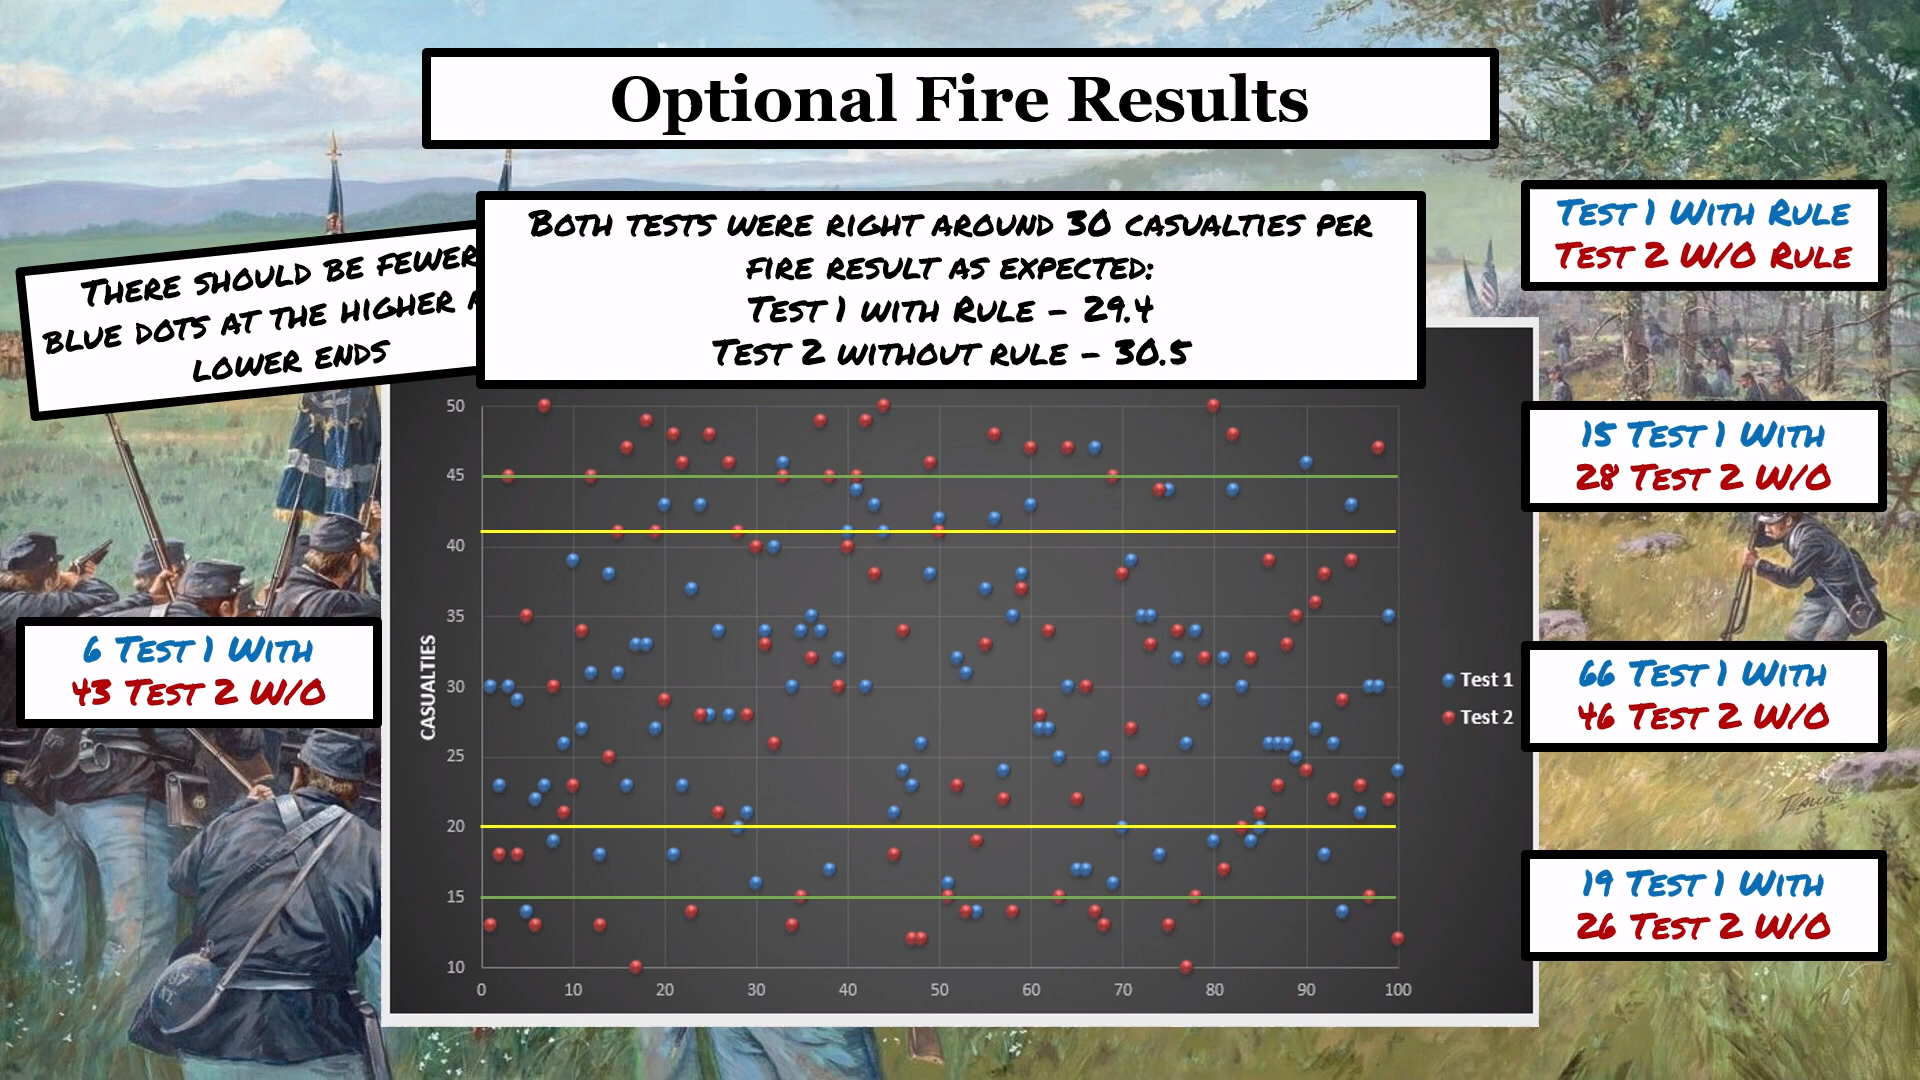 Optional Fire Results
There should be fewer
blue dots at the higher
lower ends
Both tests were right around 30 casualties per
fire result as expected:
Test 1 with Rule – 29.4
Test 2 without rule – 30.5
Test 1 With Rule
Test 2 W/O Rule
15 Test 1 With
28 Test 2 W/O
6 Test 1 With
43 Test 2 W/O
66 Test 1 With
46 Test 2 W/O
19 Test 1 With
26 Test 2 W/O
CASUALTIES
50
45
40
35
30
25
20
15
10
0 10 20 30 40 50 60 70 80 90 100
Test 1
Test 2